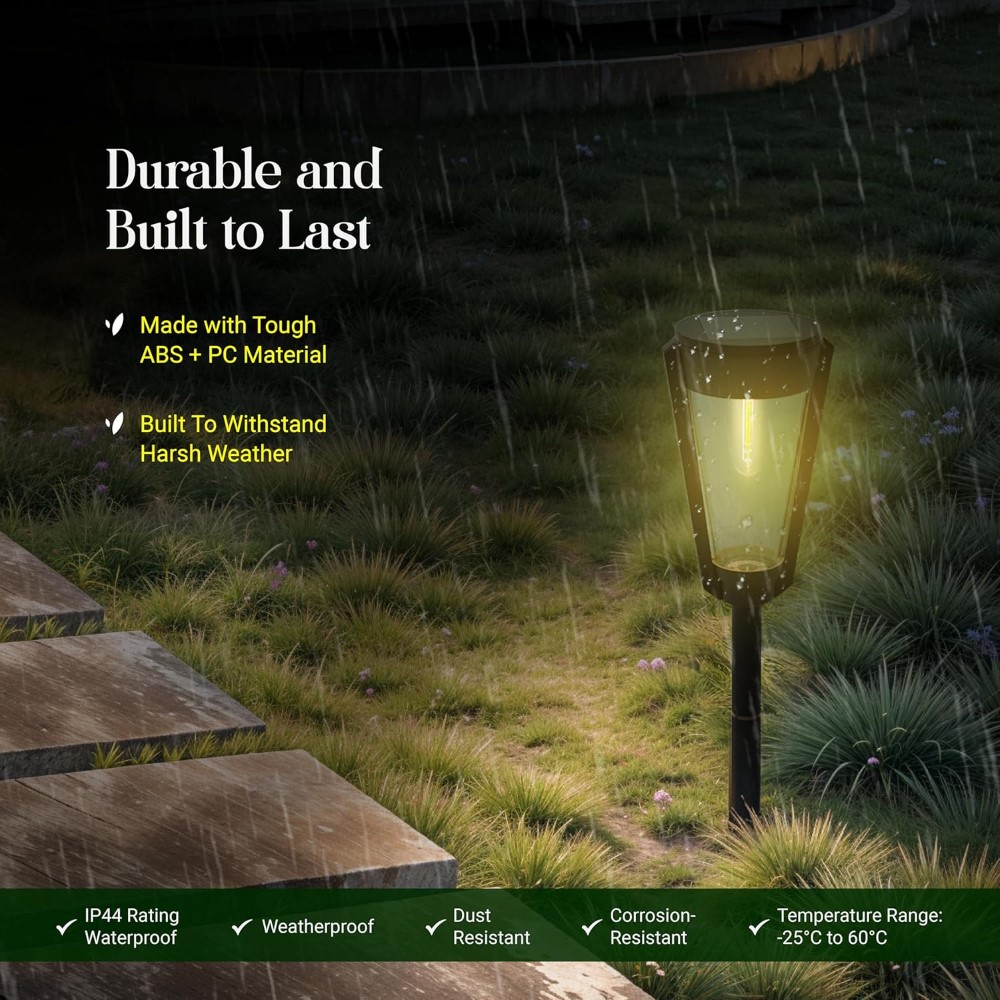 Durable and
Built to Last
Made with Tough
ABS + PC Material
Built To Withstand
Harsh Weather
IP44 Rating
Waterproof
Weatherproof
Dust
Resistant
Corrosion-
Resistant
Temperature Range:
-25°C to 60°C